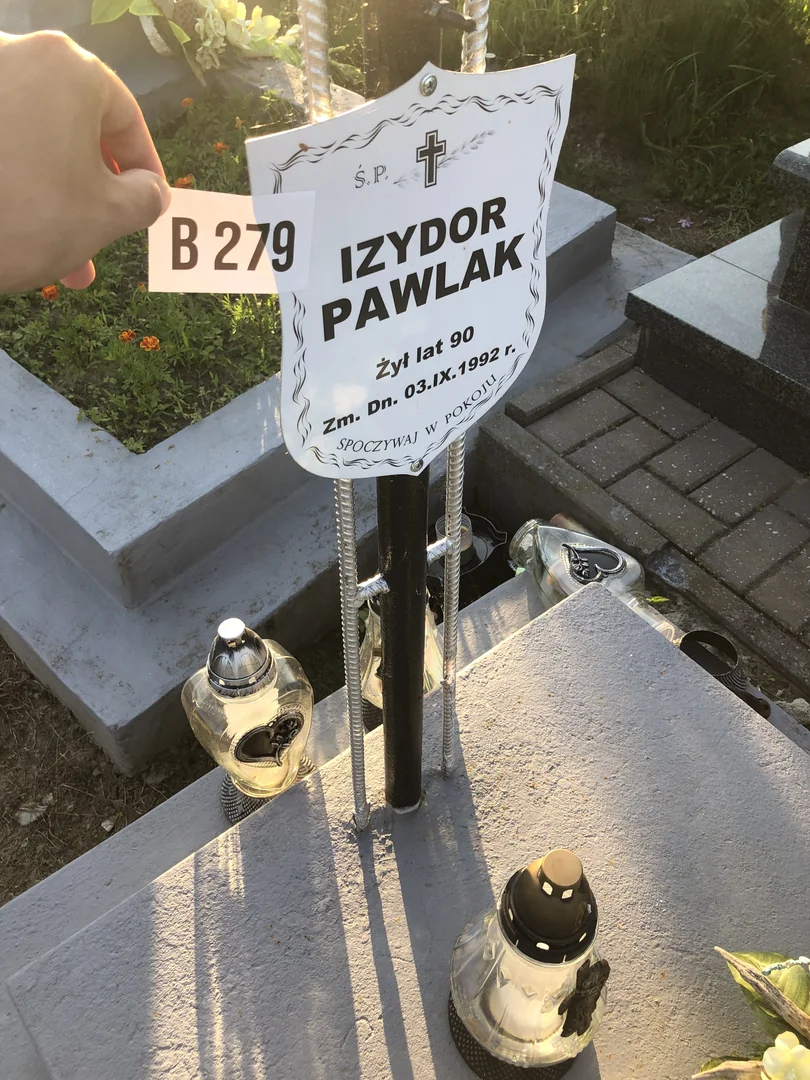 Ś.P.
B 279
IZYDOR
PAWLAK
Żył lat 90
Zm. Dn. 03.IX.1992 r.
SPOCZYWAJ W POKOJU